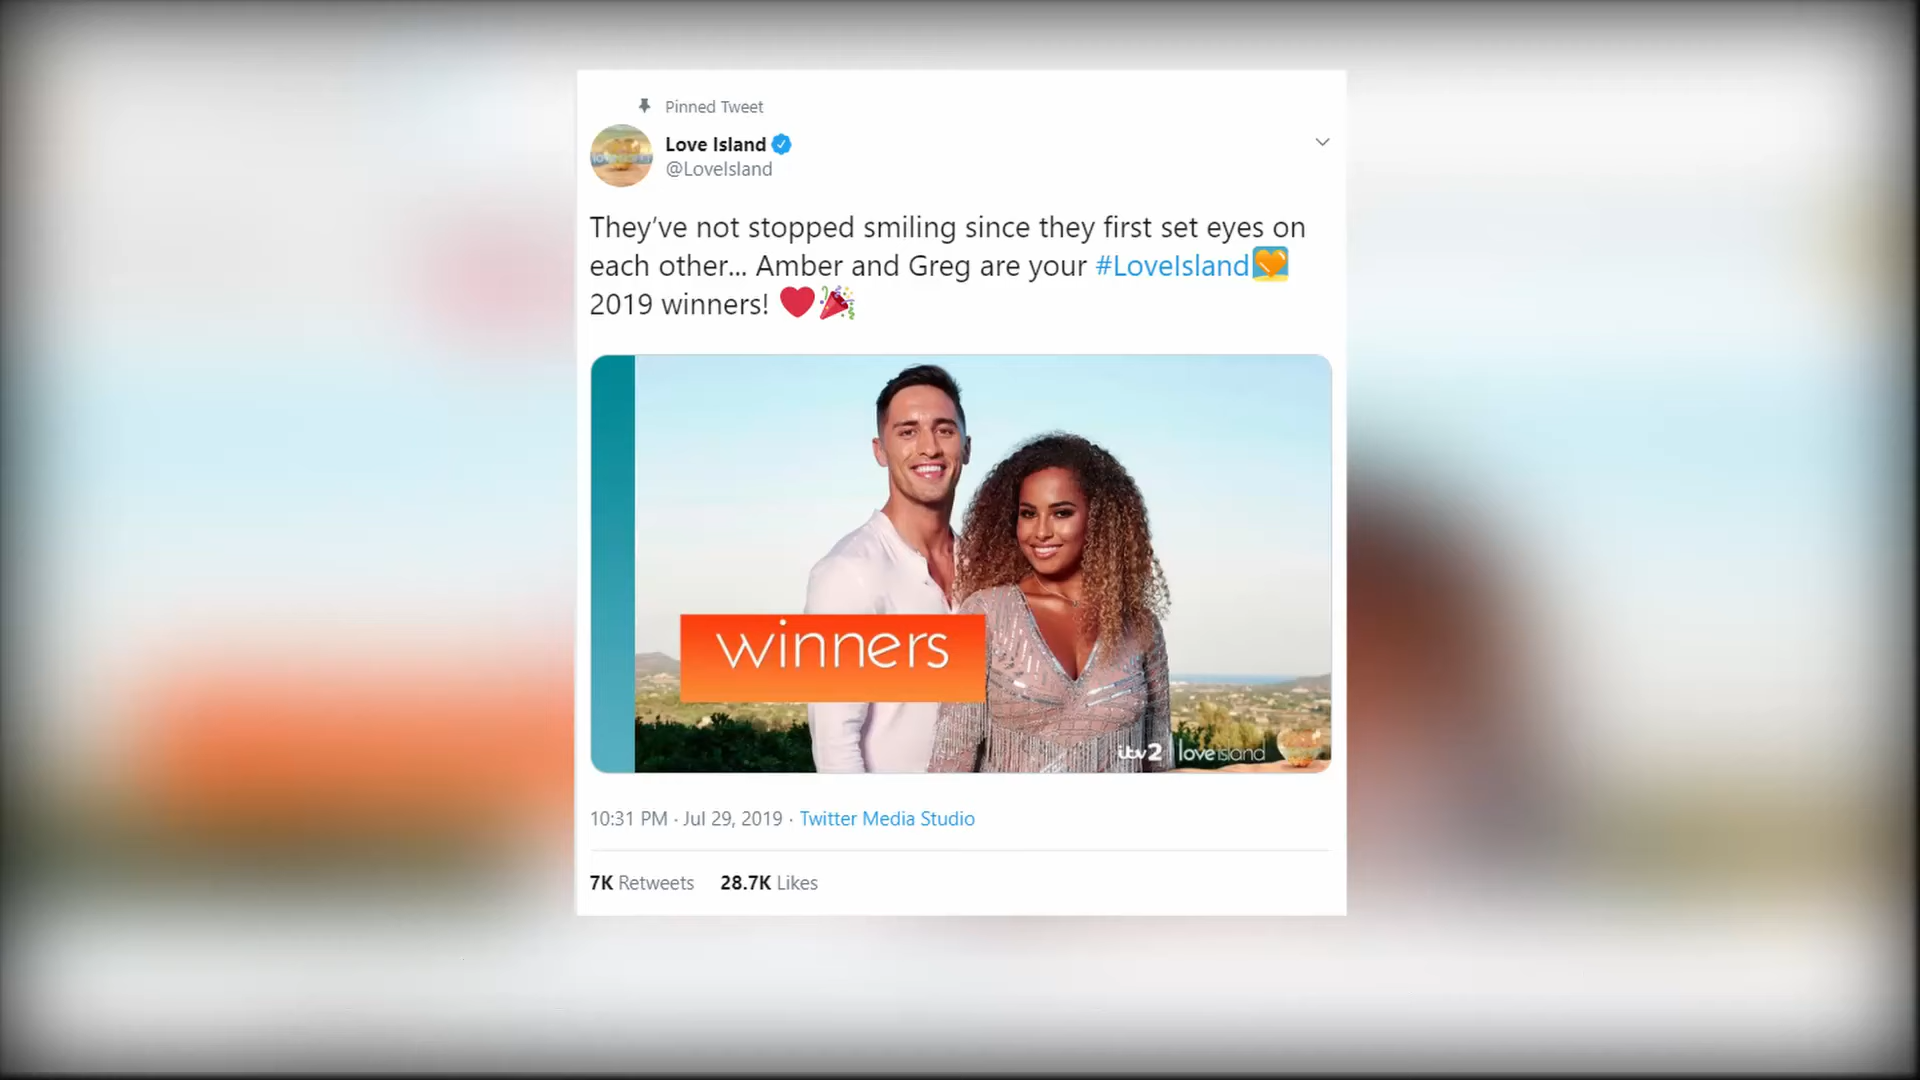 Pinned Tweet
Love Island
@LoveIsland
They’ve not stopped smiling since they first set eyes on
each other... Amber and Greg are your #LoveIsland🧡
2019 winners! ❤️🎉
winners
itv2 | loveisland
10:31 PM · Jul 29, 2019 · Twitter Media Studio
7K Retweets 28.7K Likes